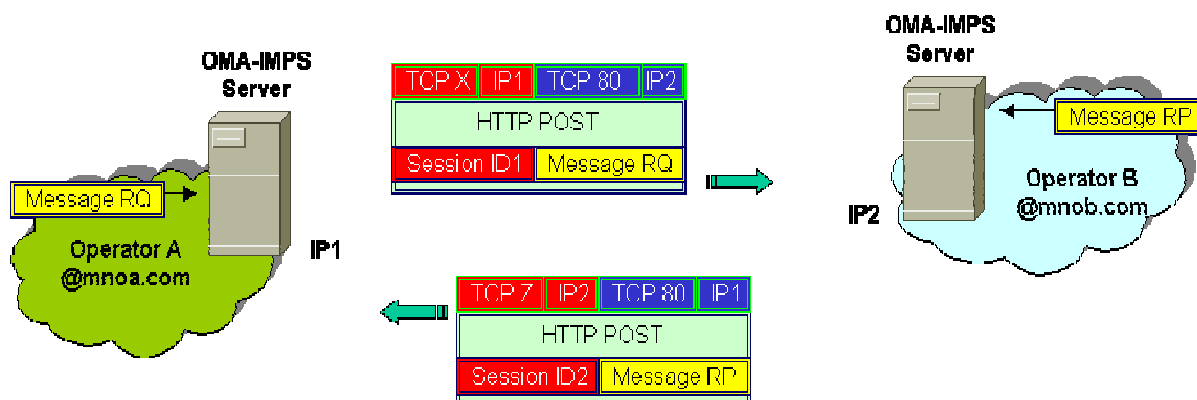 OMA-IMPS
Server
Message RQ
Operator A
@mnoa.com
IP1
TCP X IP1 TCP 80 IP2
HTTP POST
Session ID1 Message RQ
OMA-IMPS
Server
Message RP
Operator B
@mnob.com
IP2
TCP Z IP2 TCP 80 IP1
HTTP POST
Session ID2 Message RP